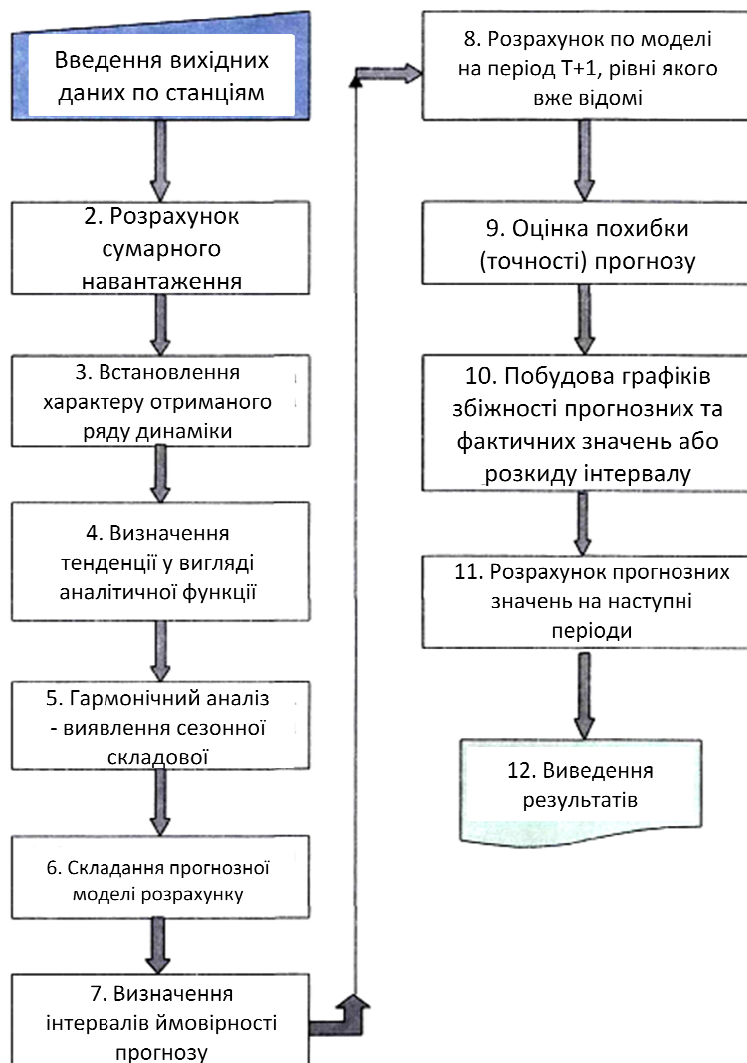 Введення вихідних
даних по станціям
2. Розрахунок
сумарного
навантаження
3. Встановлення
характеру отриманого
ряду динаміки
4. Визначення
тенденції у вигляді
аналітичної функції
5. Гармонічний аналіз
- виявлення сезонної
складової
6. Складання прогнозної
моделі розрахунку
7. Визначення
інтервалів ймовірності
прогнозу
8. Розрахунок по моделі
на період Т+1, рівні якого
вже відомі
9. Оцінка похибки
(точності) прогнозу
10. Побудова графіків
збіжності прогнозних та
фактичних значень або
розкиду інтервалу
11. Розрахунок прогнозних
значень на наступні
періоди
12. Виведення
результатів